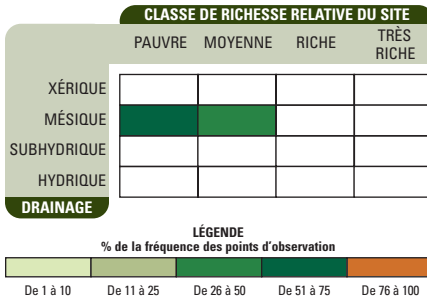 CLASSE DE RICHESSE RELATIVE DU SITE
PAUVRE MOYENNE RICHE TRÈS RICHE
XÉRIQUE
MÉSIQUE
SUBHYDRIQUE
HYDRIQUE
DRAINAGE
LÉGENDE
% de la fréquence des points d'observation
De 1 à 10 De 11 à 25 De 26 à 50 De 51 à 75 De 76 à 100